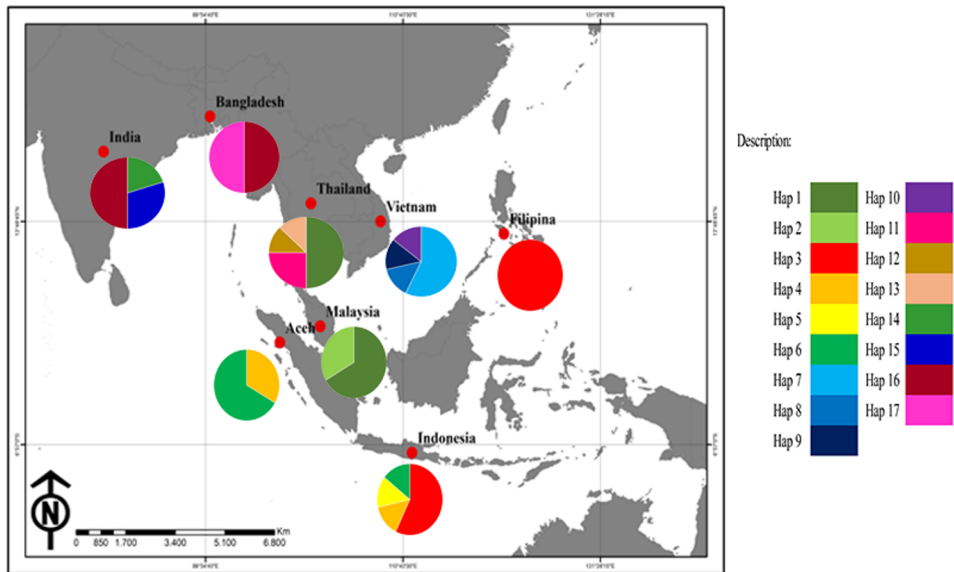 Bangladesh
India
Thailand
Vietnam
Filipina
Malaysia
Aceh
Indonesia
N
0 850 1.700 3.400 5.100 6.800 Km
Description:
Hap 1 Hap 10
Hap 2 Hap 11
Hap 3 Hap 12
Hap 4 Hap 13
Hap 5 Hap 14
Hap 6 Hap 15
Hap 7 Hap 16
Hap 8 Hap 17
Hap 9